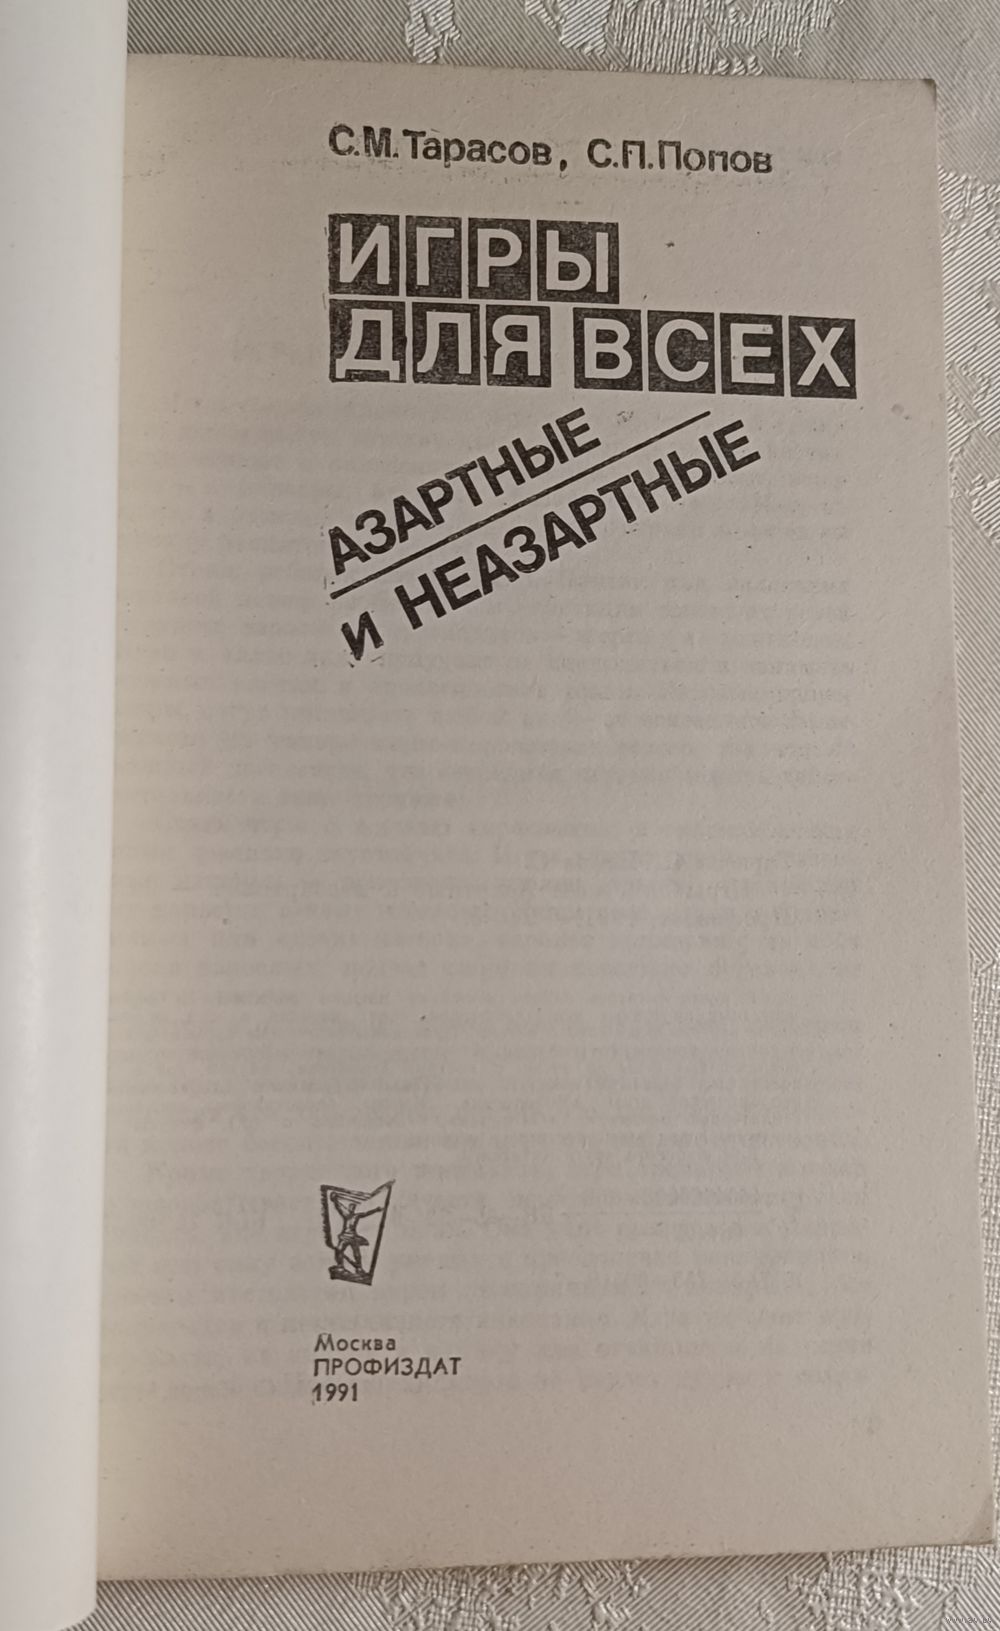 С.М.Тарасов, С.П.Попов
ИГРЫ
ДЛЯ ВСЕХ
АЗАРТНЫЕ
И НЕАЗАРТНЫЕ
Москва
ПРОФИЗДАТ
1991